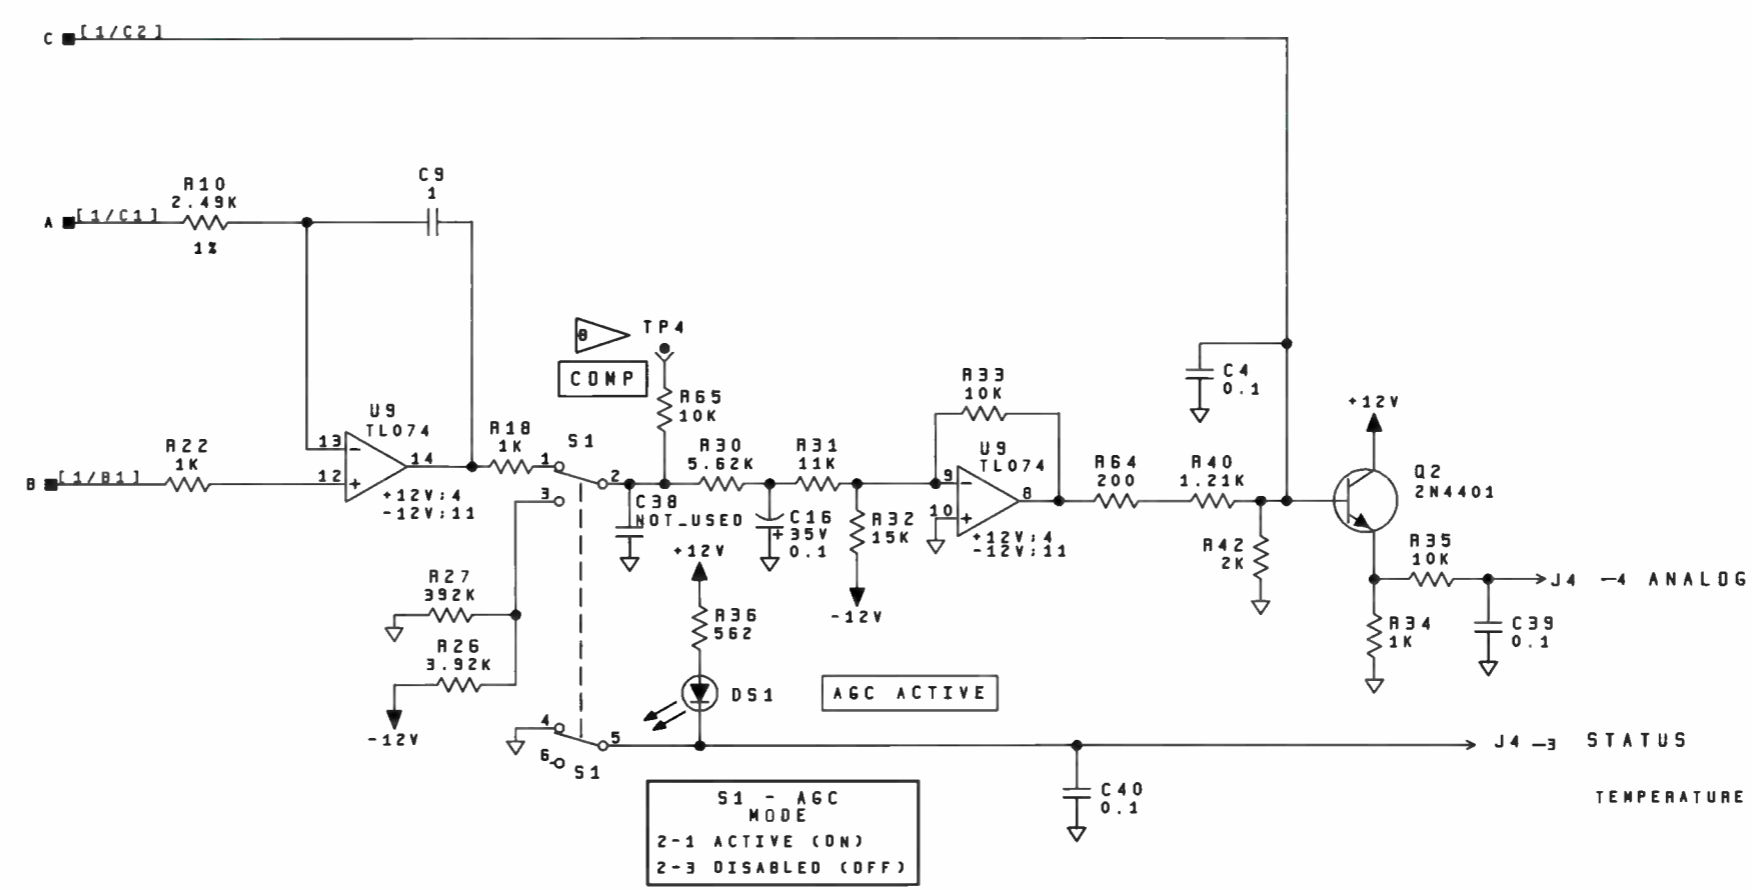 C [1/C2]
A [1/C1]
R10
2.49K
1%
C9
1
B [1/B1]
R22
1K
U9
TL074
13
12
14
+12V:4
-12V:11
R18
1K
S1
1
3
2
8
TP4
COMP
R65
10K
C38
NOT_USED
R30
5.62K
R31
11K
C16
+35V
0.1
R32
15K
-12V
R33
10K
U9
TL074
9
10
8
+12V:4
-12V:11
R64
200
R40
1.21K
C4
0.1
R42
2K
+12V
Q2
2N4401
R35
10K
J4 -4 ANALOG
R34
1K
C39
0.1
R27
392K
R26
3.92K
-12V
+12V
R36
562
DS1
AGC ACTIVE
4
5
6
S1
J4 -3 STATUS
C40
0.1
TEMPERATURE
S1 - AGC
MODE
2-1 ACTIVE (ON)
2-3 DISABLED (OFF)